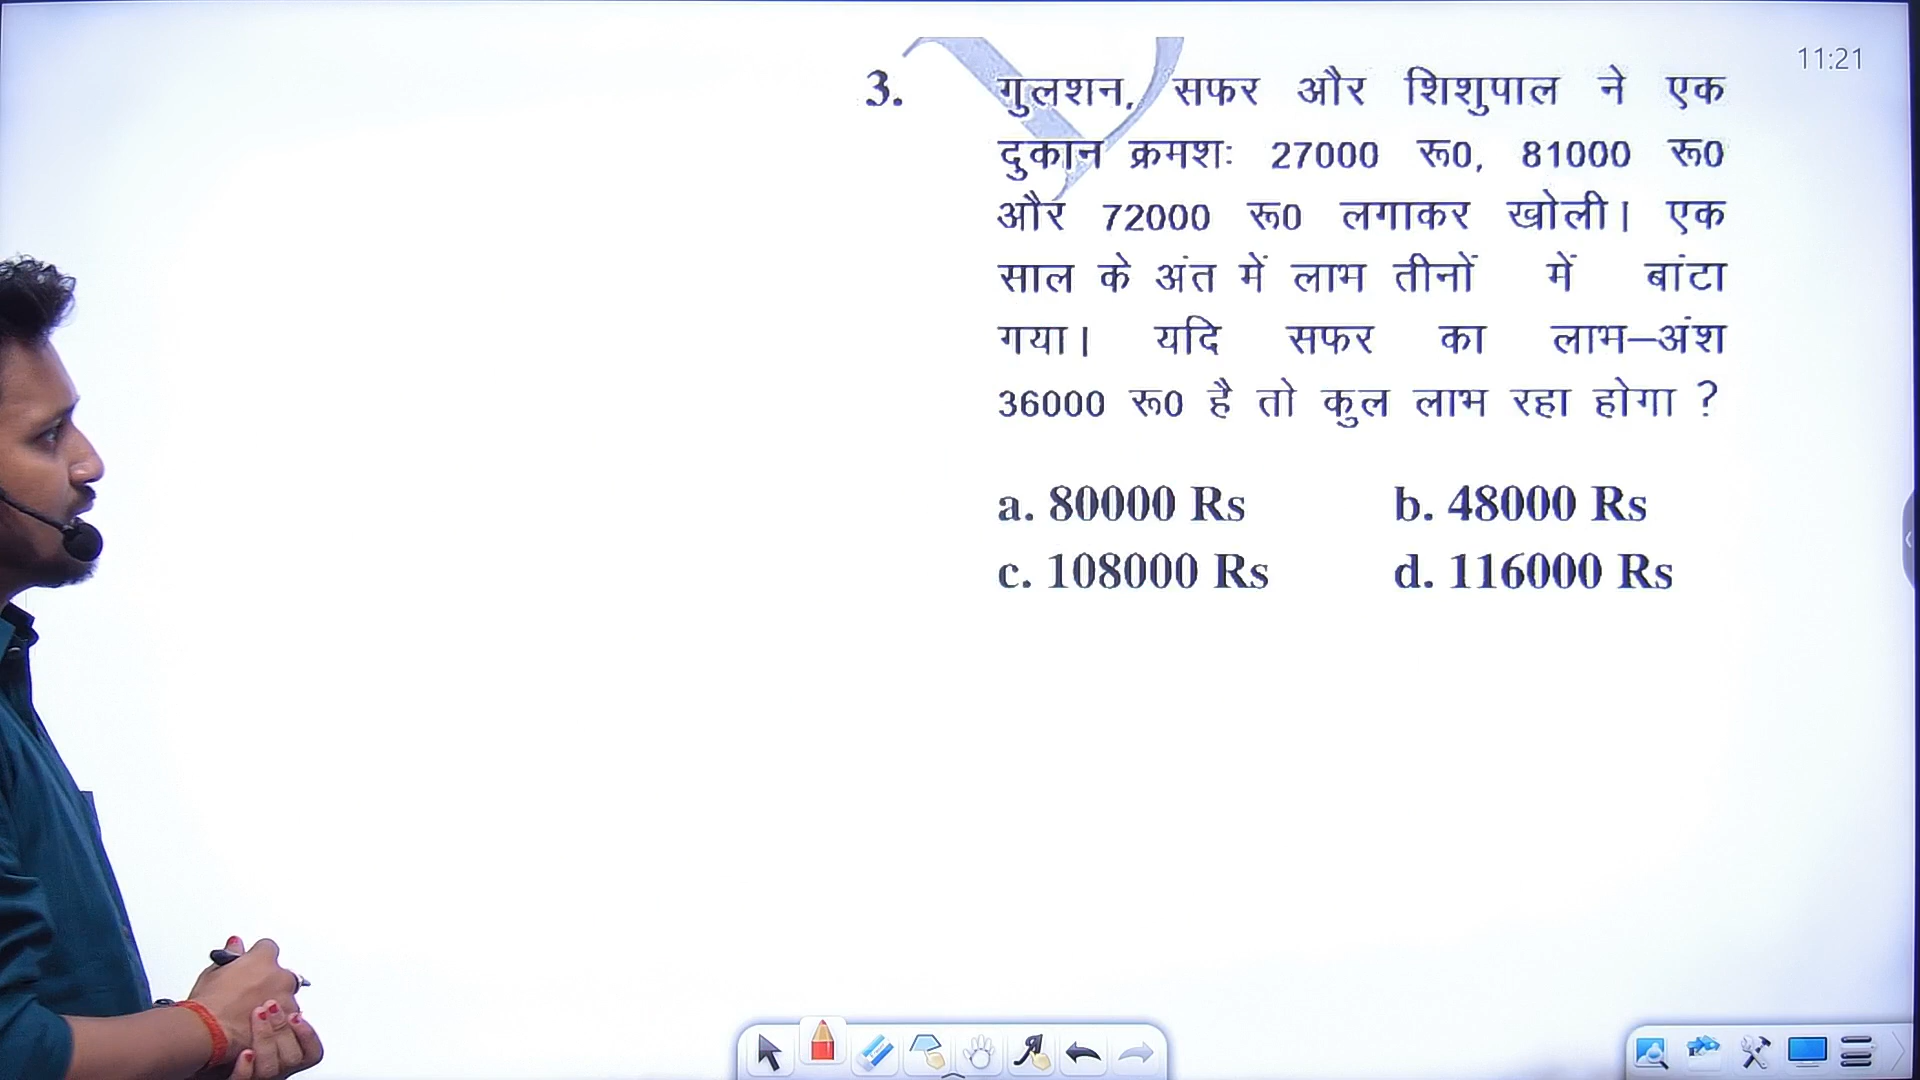 11:21
3. गुलशन, सफर और शिशुपाल ने एक
दुकान क्रमशः 27000 रू0, 81000 रू0
और 72000 रू0 लगाकर खोली। एक
साल के अंत में लाभ तीनों में बांटा
गया। यदि सफर का लाभ–अंश
36000 रू0 है तो कुल लाभ रहा होगा ?
a. 80000 Rs b. 48000 Rs
c. 108000 Rs d. 116000 Rs